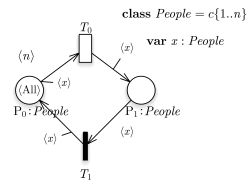 class People = c{1..n}
T₀
⟨x⟩
var x : People
⟨n⟩
⟨x⟩
⟨All⟩
P₀:People
P₁:People
⟨x⟩
⟨x⟩
T₁